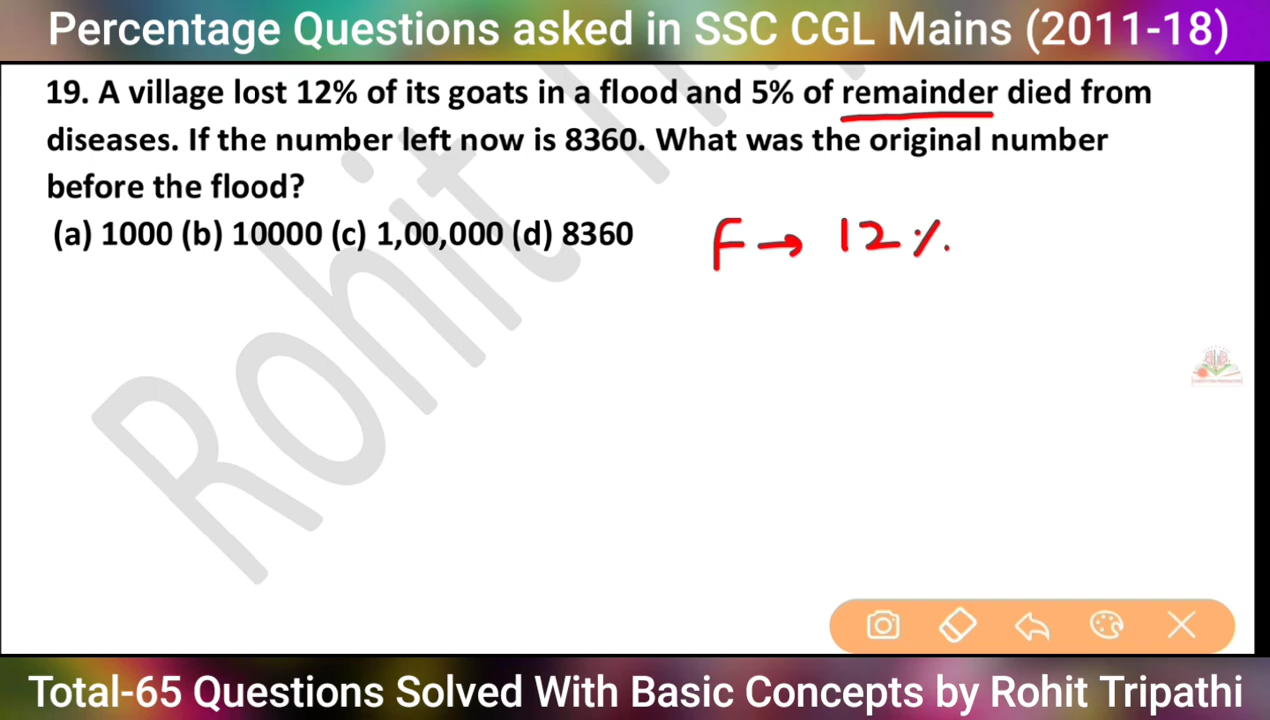 Percentage Questions asked in SSC CGL Mains (2011-18)
19. A village lost 12% of its goats in a flood and 5% of remainder died from
diseases. If the number left now is 8360. What was the original number
before the flood?
(a) 1000 (b) 10000 (c) 1,00,000 (d) 8360
F → 12%
Rohit Tri
Total-65 Questions Solved With Basic Concepts by Rohit Tripathi